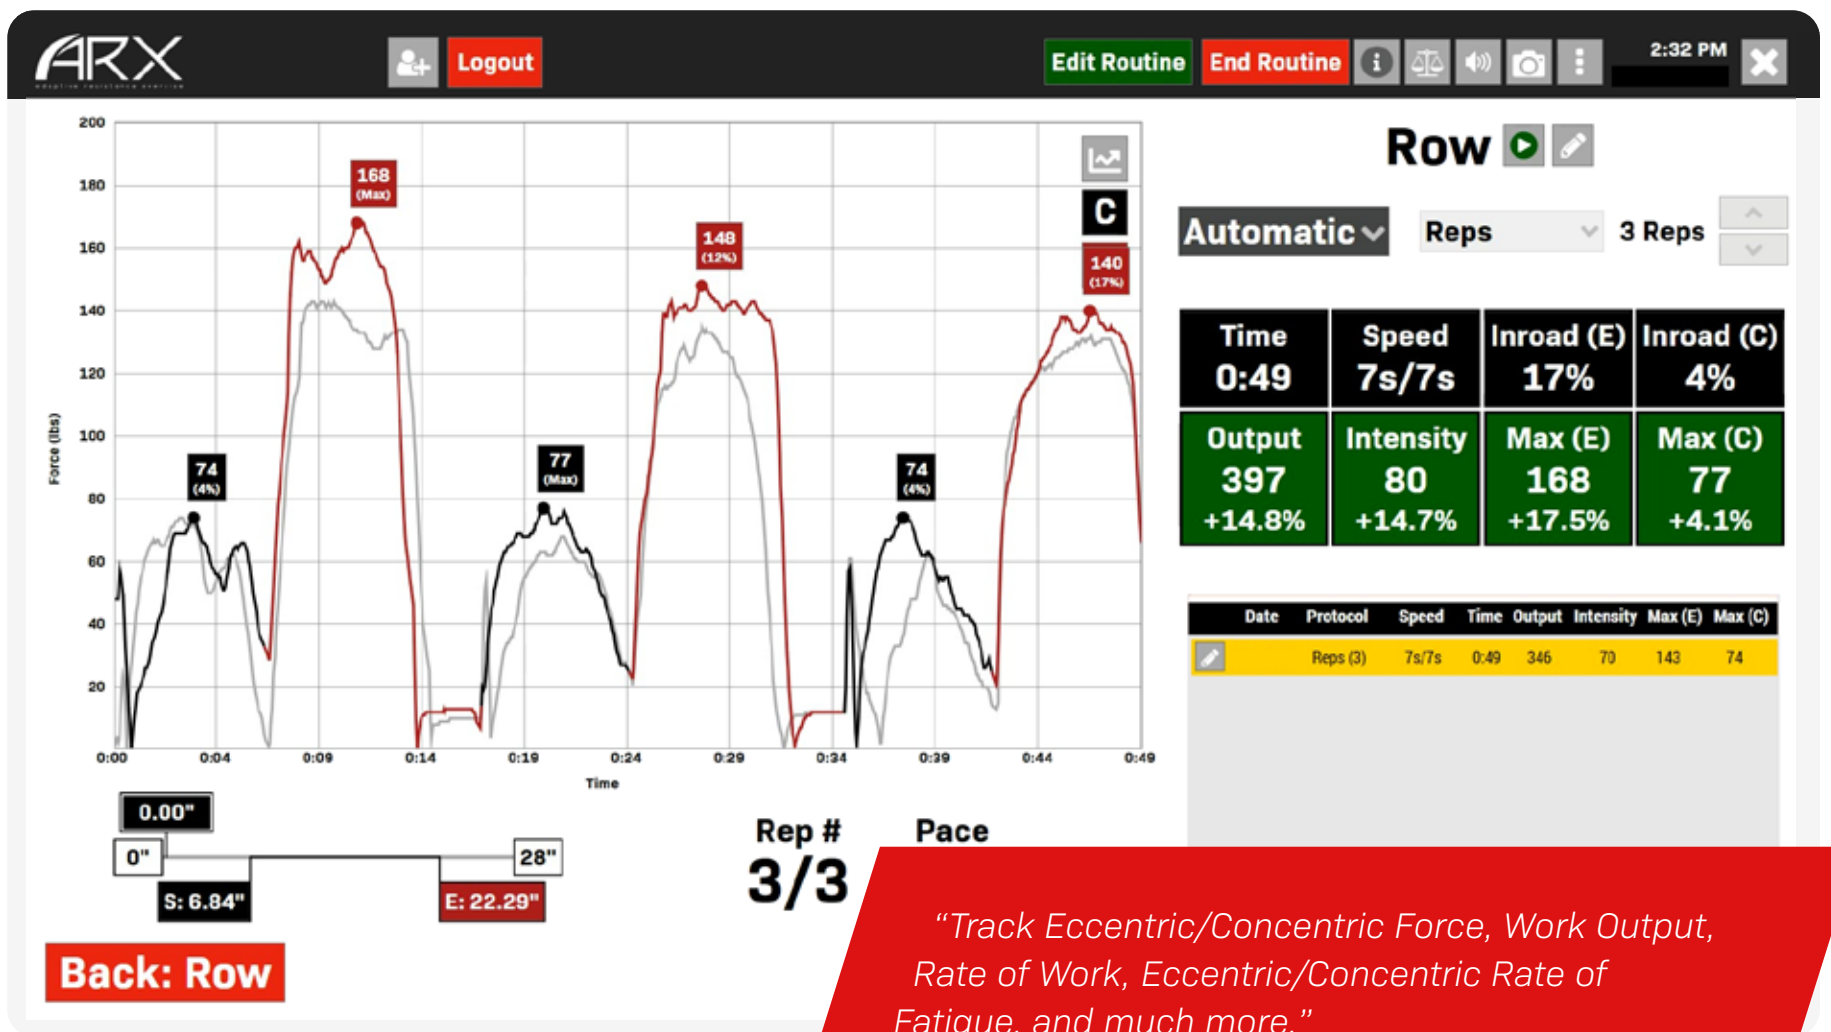 ARX
adaptive resistance exercise
Logout
Edit Routine
End Routine
2:32 PM
200
180
160
140
120
100
80
60
40
20
0
Force (lbs)
168
(Max)
148
(12%)
C
140
(17%)
74
(4%)
77
(Max)
74
(4%)
0:00 0:04 0:09 0:14 0:19 0:24 0:29 0:34 0:39 0:44 0:49
Time
Row
Automatic
Reps
3 Reps
Time Speed Inroad (E) Inroad (C)
0:49 7s/7s 17% 4%
Output Intensity Max (E) Max (C)
397 80 168 77
+14.8% +14.7% +17.5% +4.1%
Date Protocol Speed Time Output Intensity Max (E) Max (C)
Reps (3) 7s/7s 0:49 346 70 143 74
0.00"
0" 28"
S: 6.84" E: 22.29"
Rep # Pace
3/3
Back: Row
“Track Eccentric/Concentric Force, Work Output,
Rate of Work, Eccentric/Concentric Rate of
Fatigue, and much more.”